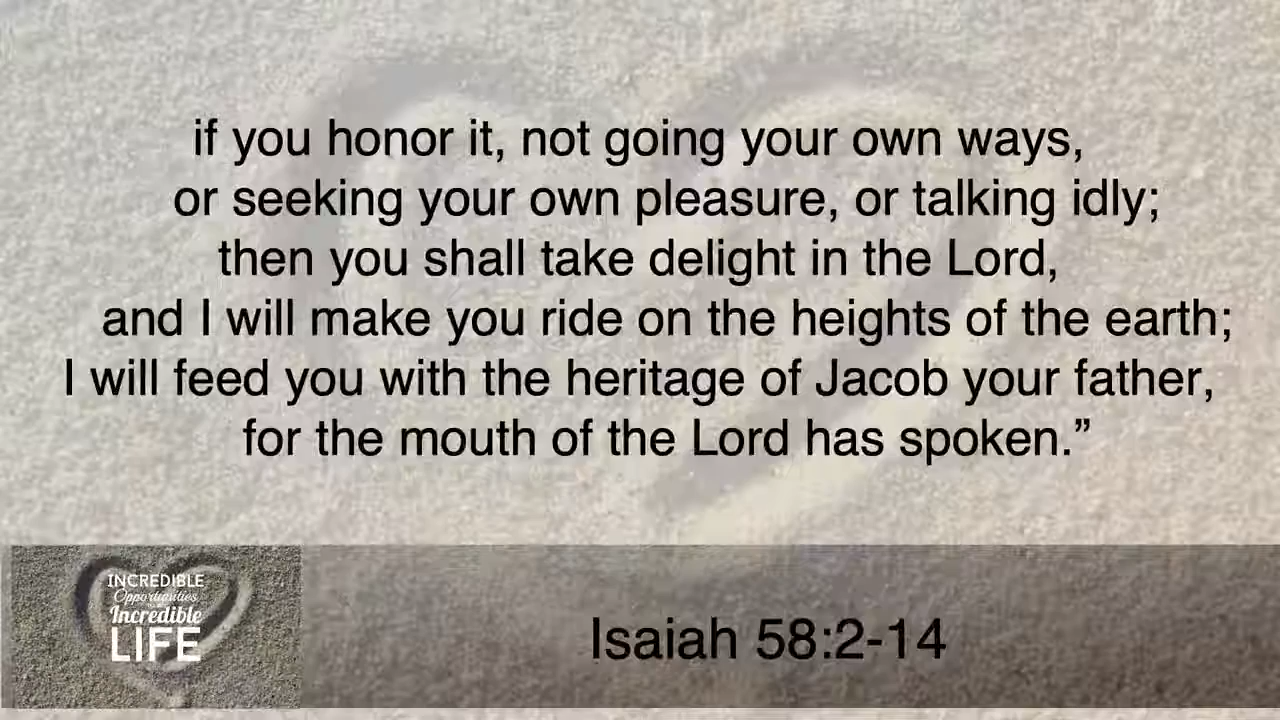 if you honor it, not going your own ways,
or seeking your own pleasure, or talking idly;
then you shall take delight in the Lord,
and I will make you ride on the heights of the earth;
I will feed you with the heritage of Jacob your father,
for the mouth of the Lord has spoken.”
INCREDIBLE
Opportunities
Incredible
LIFE
Isaiah 58:2-14